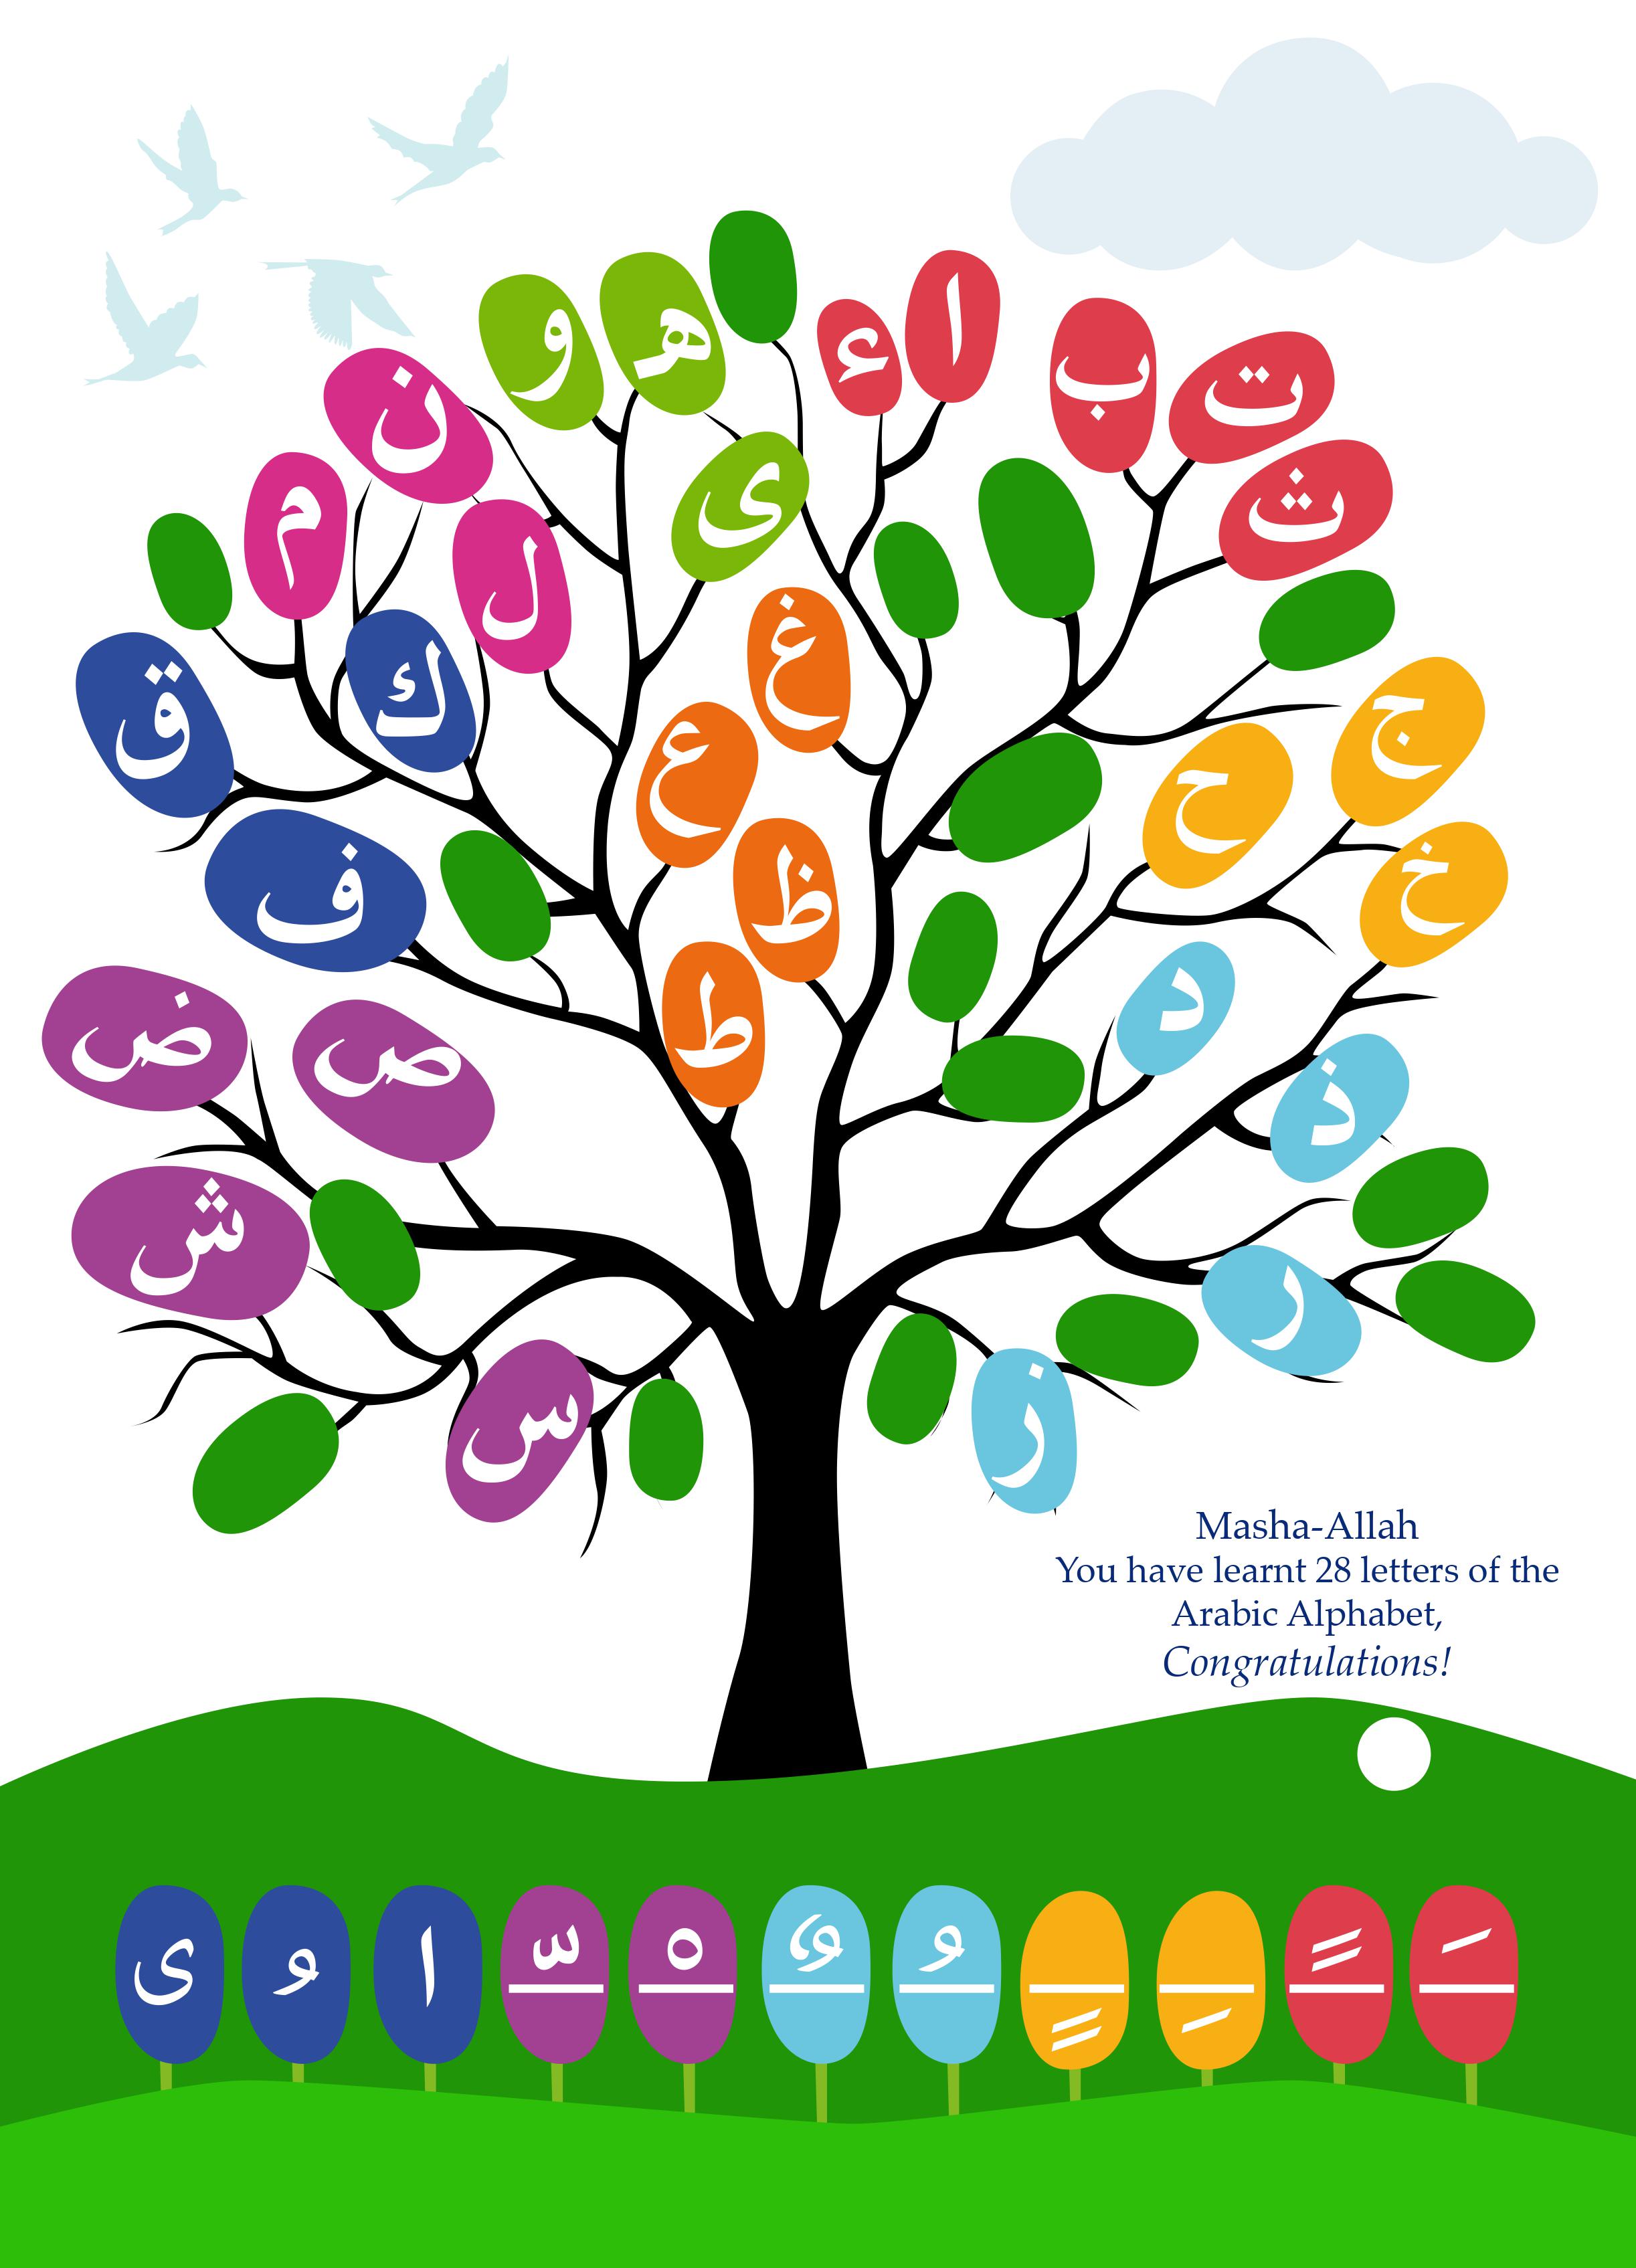 ء
ا
ب
ت
ث
ج
ح
خ
د
ذ
ر
ز
س
ش
ص
ض
ط
ظ
ع
غ
ف
ق
ك
ل
م
ن
ه
و
ى
Masha-Allah
You have learnt 28 letters of the
Arabic Alphabet,
Congratulations!
ـَ ـً ـِ ـٍ ـُ ـٌ ـْ ـّ ا و ى